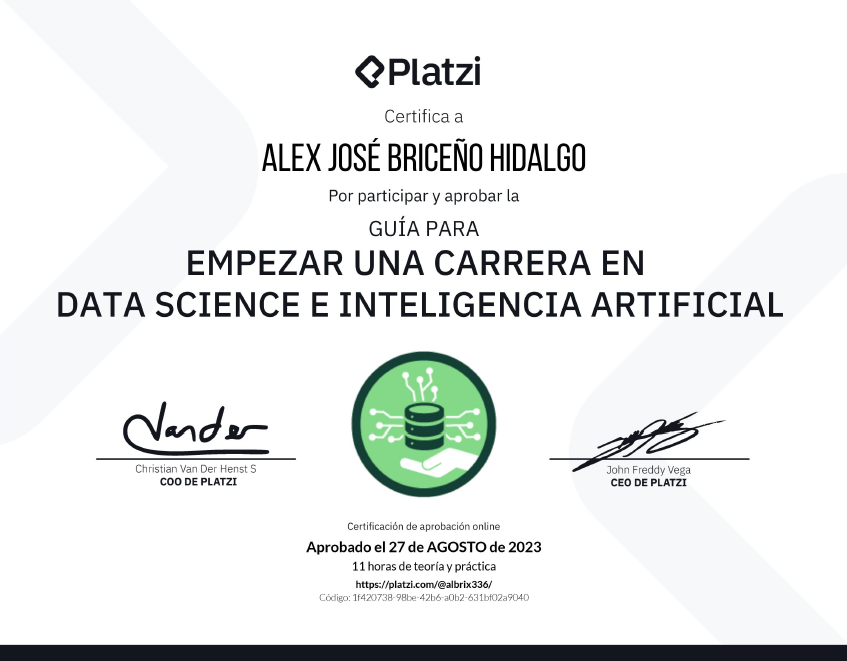 Platzi
Certifica a
ALEX JOSÉ BRICEÑO HIDALGO
Por participar y aprobar la
GUÍA PARA
EMPEZAR UNA CARRERA EN
DATA SCIENCE E INTELIGENCIA ARTIFICIAL
Vander
Christian Van Der Henst S
COO DE PLATZI
John Freddy Vega
CEO DE PLATZI
Certificación de aprobación online
Aprobado el 27 de AGOSTO de 2023
11 horas de teoría y práctica
https://platzi.com/@albrix336/
Código: 1f420738-98be-42b6-a0b2-631bf02a9040